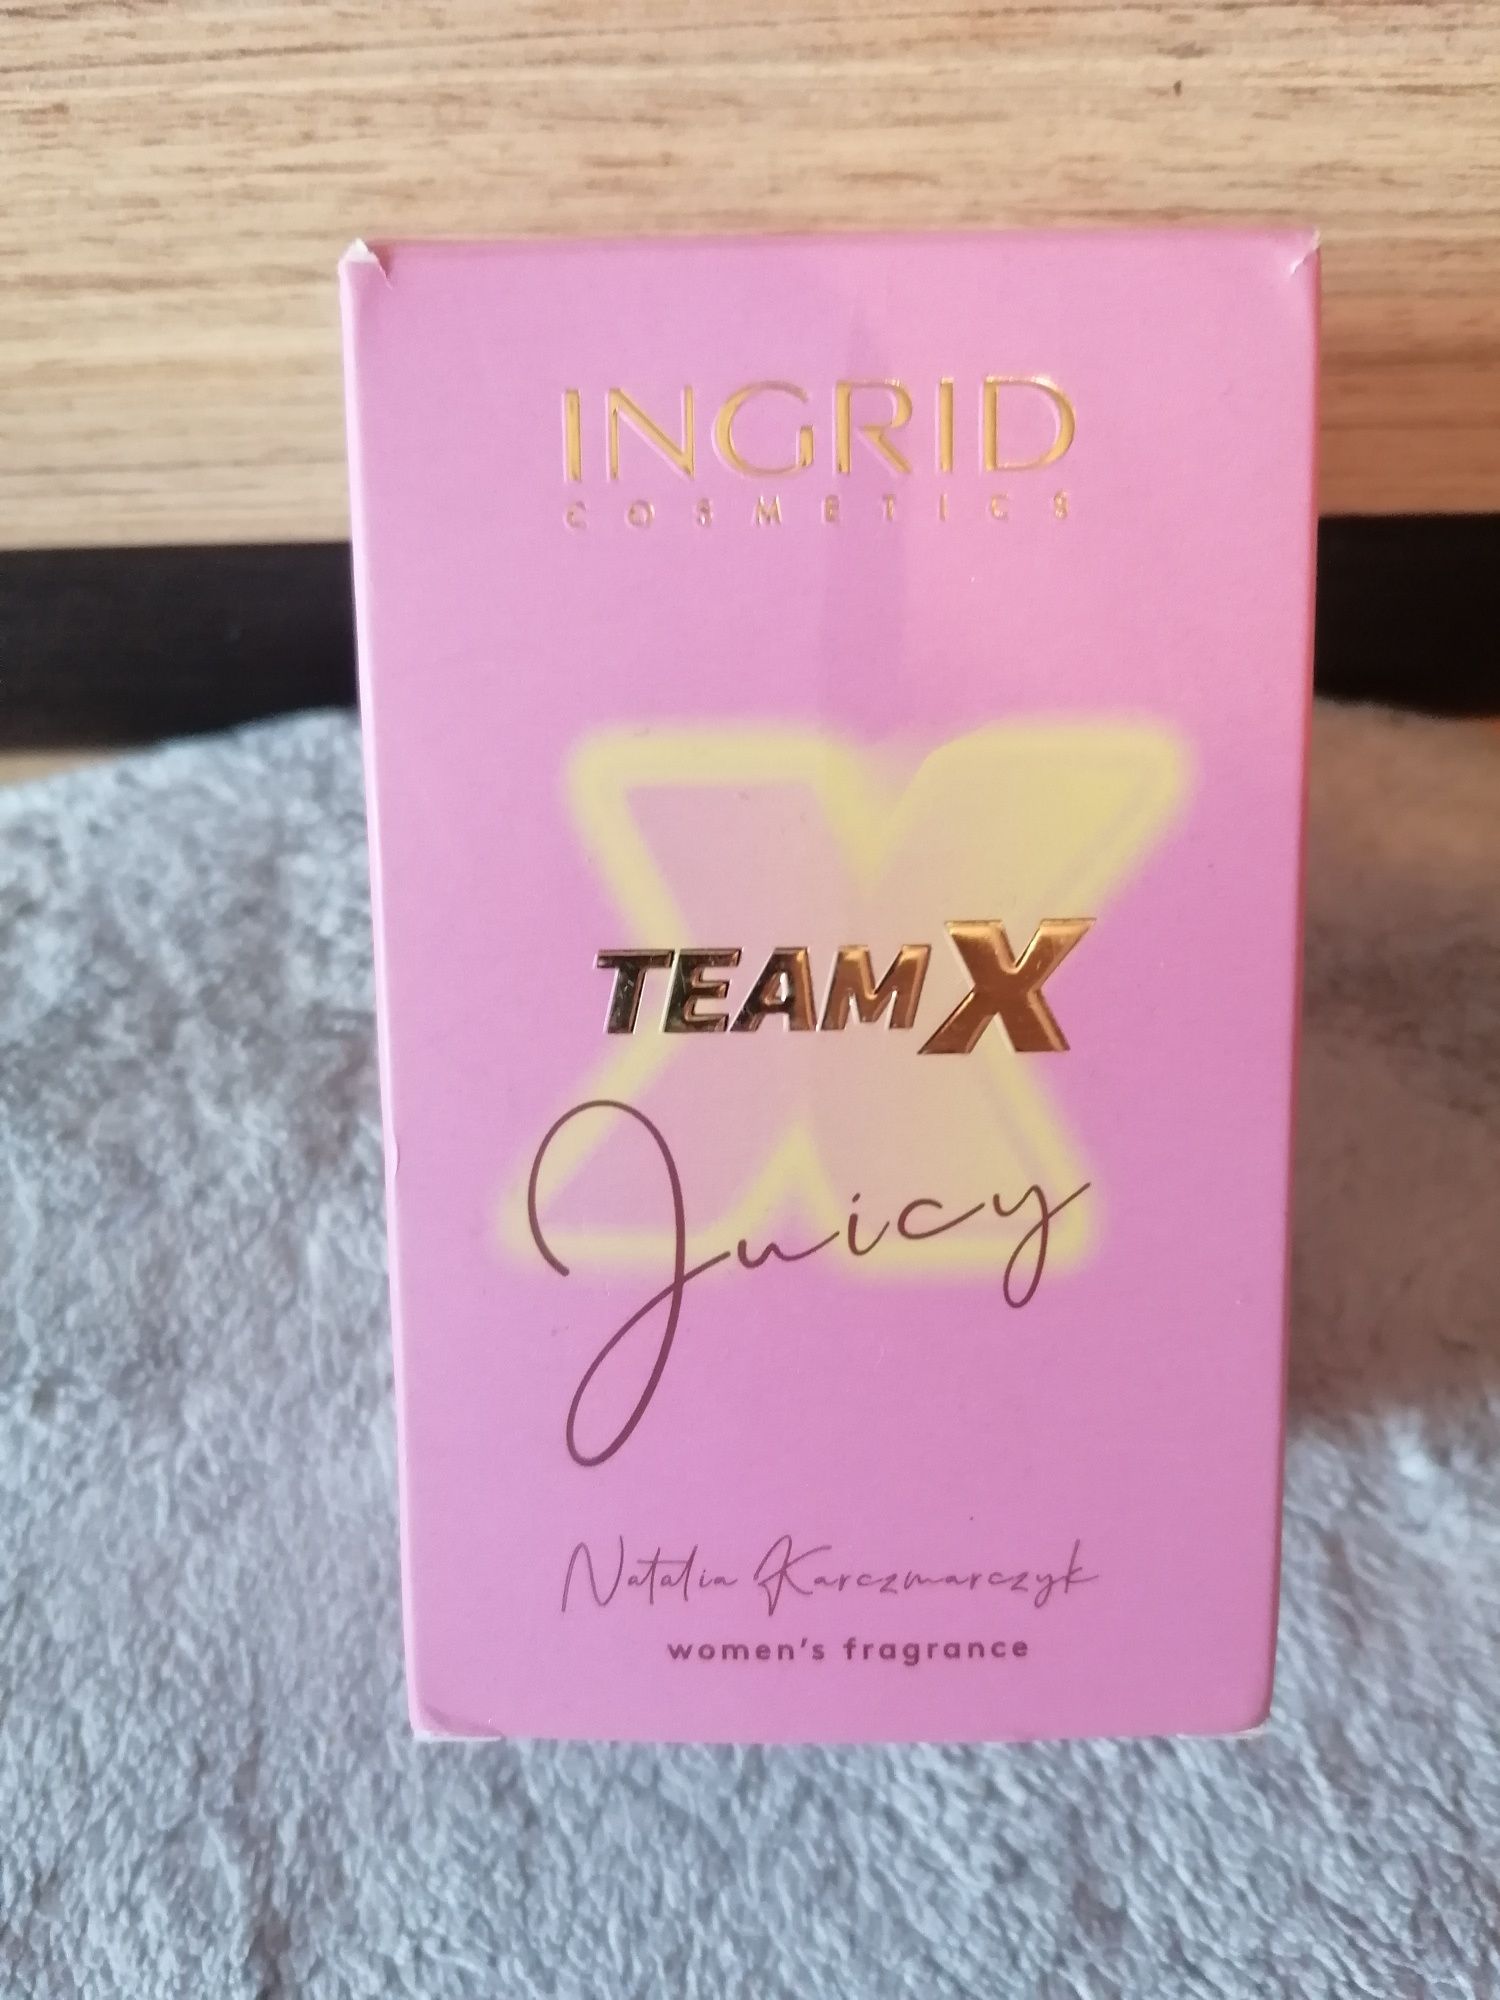 INGRID
COSMETICS
TEAM X
Juicy
Natalia Karczmarczyk
women's fragrance